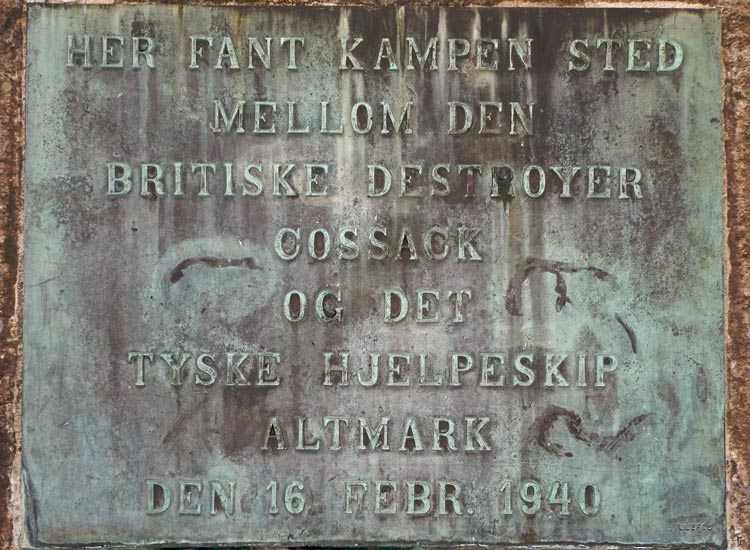 HER FANT KAMPEN STED
MELLOM DEN
BRITISKE DESTROYER
COSSACK
OG DET
TYSKE HJELPESKIP
ALTMARK
DEN 16 FEBR. 1940